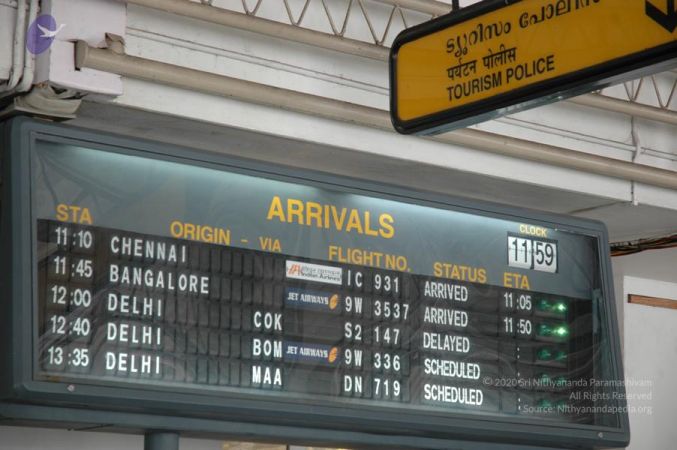 ടൂറിസം പോലീസ്
पर्यटन पोलीस
TOURISM POLICE
ARRIVALS
CLOCK
11 59
STA ORIGIN - VIA FLIGHT NO. STATUS ETA
11:10 CHENNAI Indian Airlines IC 931 ARRIVED 11:05
11:45 BANGALORE JET AIRWAYS 9W 3537 ARRIVED 11:50
12:00 DELHI COK S2 147 DELAYED :
12:40 DELHI BOM JET AIRWAYS 9W 336 SCHEDULED :
13:35 DELHI MAA DN 719 SCHEDULED :
© 2020 Sri Nithyananda Paramashivam
All Rights Reserved
Source: Nithyanandapedia.org